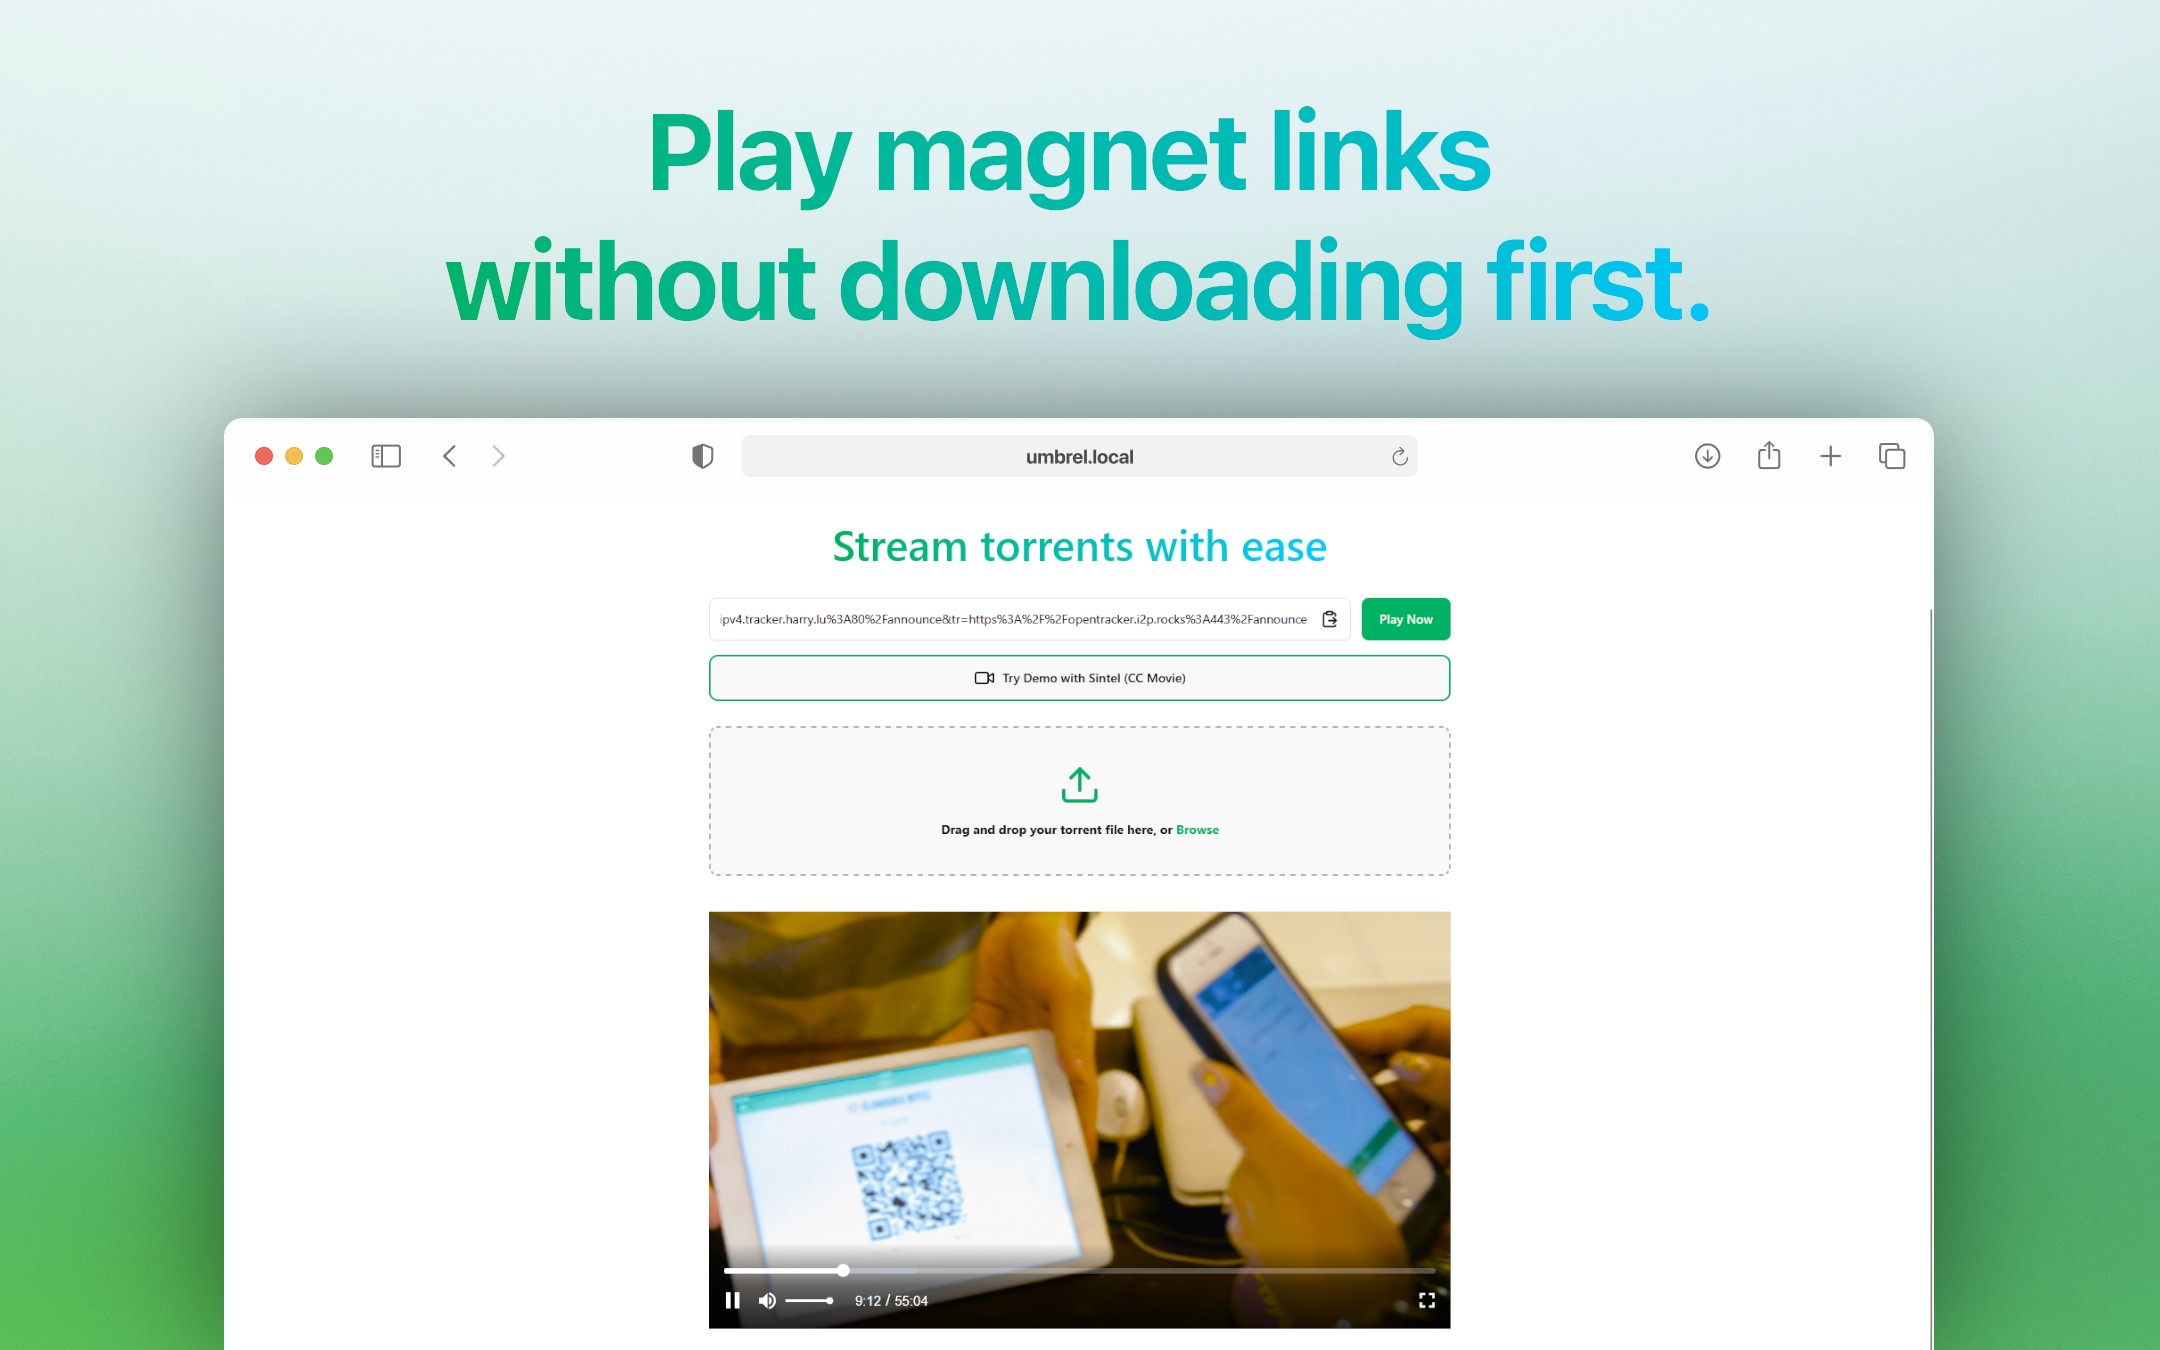 Play magnet links
without downloading first.
umbrel.local
Stream torrents with ease
ipv4.tracker.harry.lu%3A80%2Fannounce&tr=https%3A%2F%2Fopentracker.i2p.rocks%3A443%2Fannounce
Play Now
Try Demo with Sintel (CC Movie)
Drag and drop your torrent file here, or Browse
9:12 / 55:04